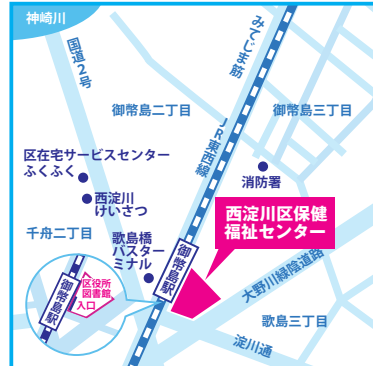 神崎川
国道2号
みてじま筋
御幣島二丁目
御幣島三丁目
JR東西線
区在宅サービスセンター
ふくふく
西淀川
けいさつ
消防署
西淀川区保健
福祉センター
千舟二丁目
歌島橋
バスター
ミナル
御幣島駅
大野川緑陰道路
区役所
図書館
入口
御幣島駅
歌島三丁目
淀川通